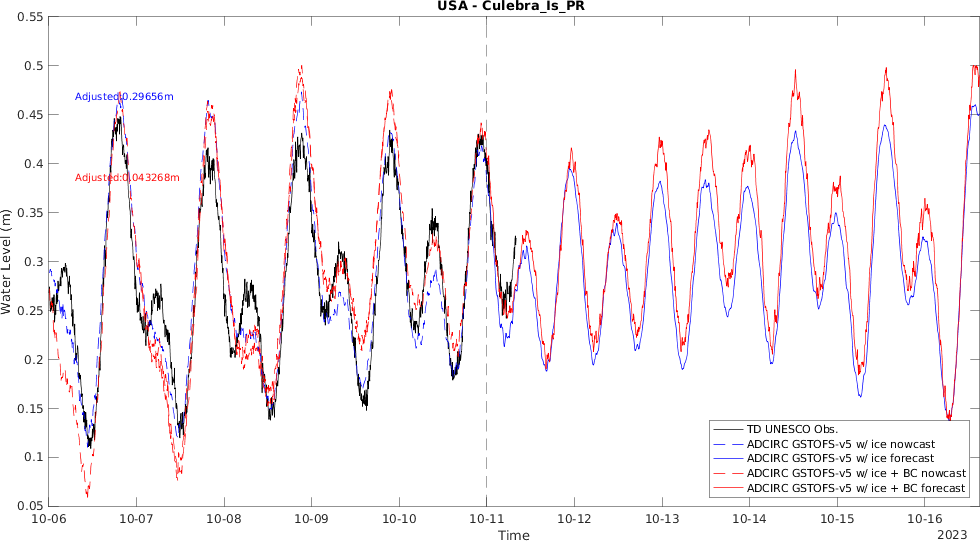 USA - Culebra_Is_PR
0.55
0.5
0.45
0.4
0.35
0.3
0.25
0.2
0.15
0.1
0.05
Water Level (m)
Adjusted:0.29656m
Adjusted:0.043268m
TD UNESCO Obs.
ADCIRC GSTOFS-v5 w/ ice nowcast
ADCIRC GSTOFS-v5 w/ ice forecast
ADCIRC GSTOFS-v5 w/ ice + BC nowcast
ADCIRC GSTOFS-v5 w/ ice + BC forecast
10-06 10-07 10-08 10-09 10-10 10-11 10-12 10-13 10-14 10-15 10-16
Time
2023